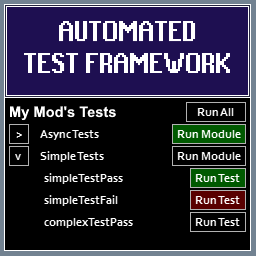 AUTOMATED
TEST FRAMEWORK
My Mod's Tests Run All
> AsyncTests Run Module
v SimpleTests Run Module
simpleTestPass Run Test
simpleTestFail Run Test
complexTestPass Run Test